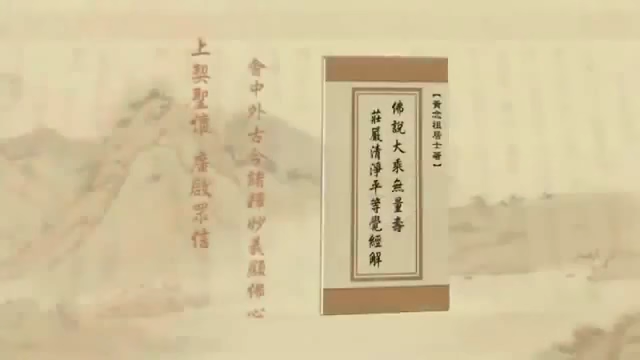 【黃念祖居士著】
佛說大乘無量壽
莊嚴清淨平等覺經解
會中外古今諸釋妙義顯佛心
上契聖懷 廣啟眾信